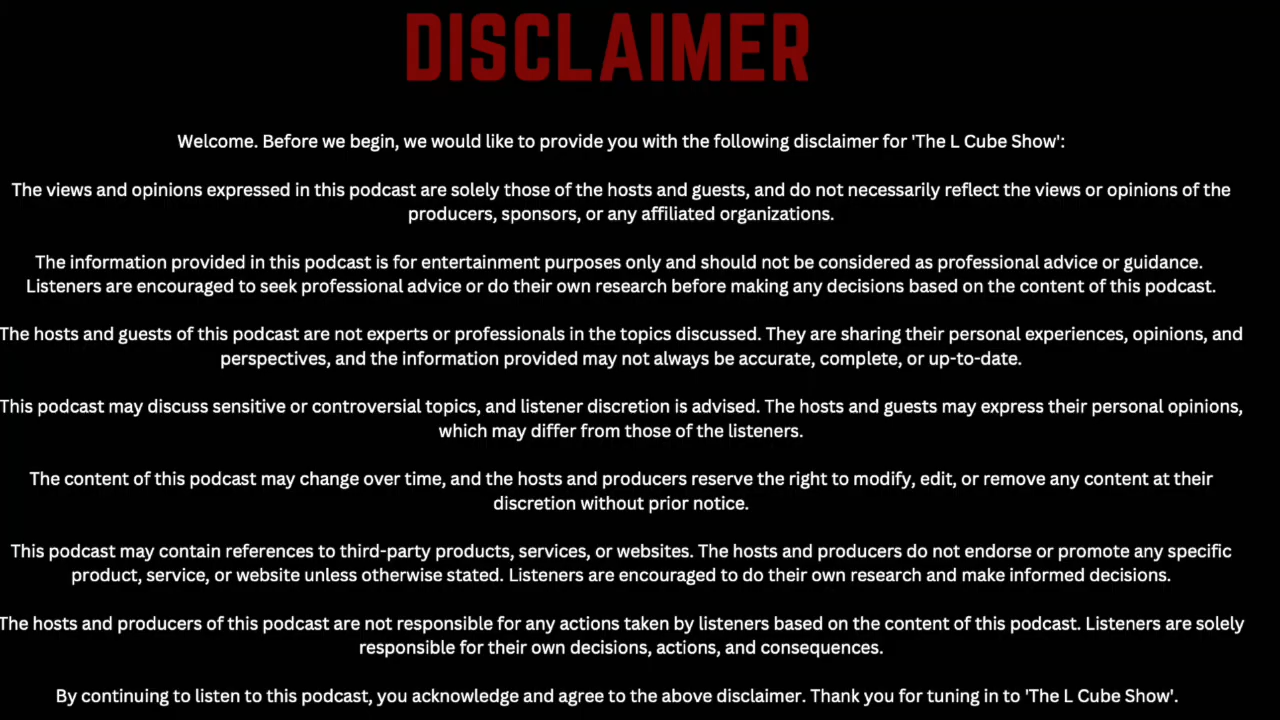 DISCLAIMER
Welcome. Before we begin, we would like to provide you with the following disclaimer for 'The L Cube Show':
The views and opinions expressed in this podcast are solely those of the hosts and guests, and do not necessarily reflect the views or opinions of the
producers, sponsors, or any affiliated organizations.
The information provided in this podcast is for entertainment purposes only and should not be considered as professional advice or guidance.
Listeners are encouraged to seek professional advice or do their own research before making any decisions based on the content of this podcast.
The hosts and guests of this podcast are not experts or professionals in the topics discussed. They are sharing their personal experiences, opinions, and
perspectives, and the information provided may not always be accurate, complete, or up-to-date.
This podcast may discuss sensitive or controversial topics, and listener discretion is advised. The hosts and guests may express their personal opinions,
which may differ from those of the listeners.
The content of this podcast may change over time, and the hosts and producers reserve the right to modify, edit, or remove any content at their
discretion without prior notice.
This podcast may contain references to third-party products, services, or websites. The hosts and producers do not endorse or promote any specific
product, service, or website unless otherwise stated. Listeners are encouraged to do their own research and make informed decisions.
The hosts and producers of this podcast are not responsible for any actions taken by listeners based on the content of this podcast. Listeners are solely
responsible for their own decisions, actions, and consequences.
By continuing to listen to this podcast, you acknowledge and agree to the above disclaimer. Thank you for tuning in to 'The L Cube Show'.